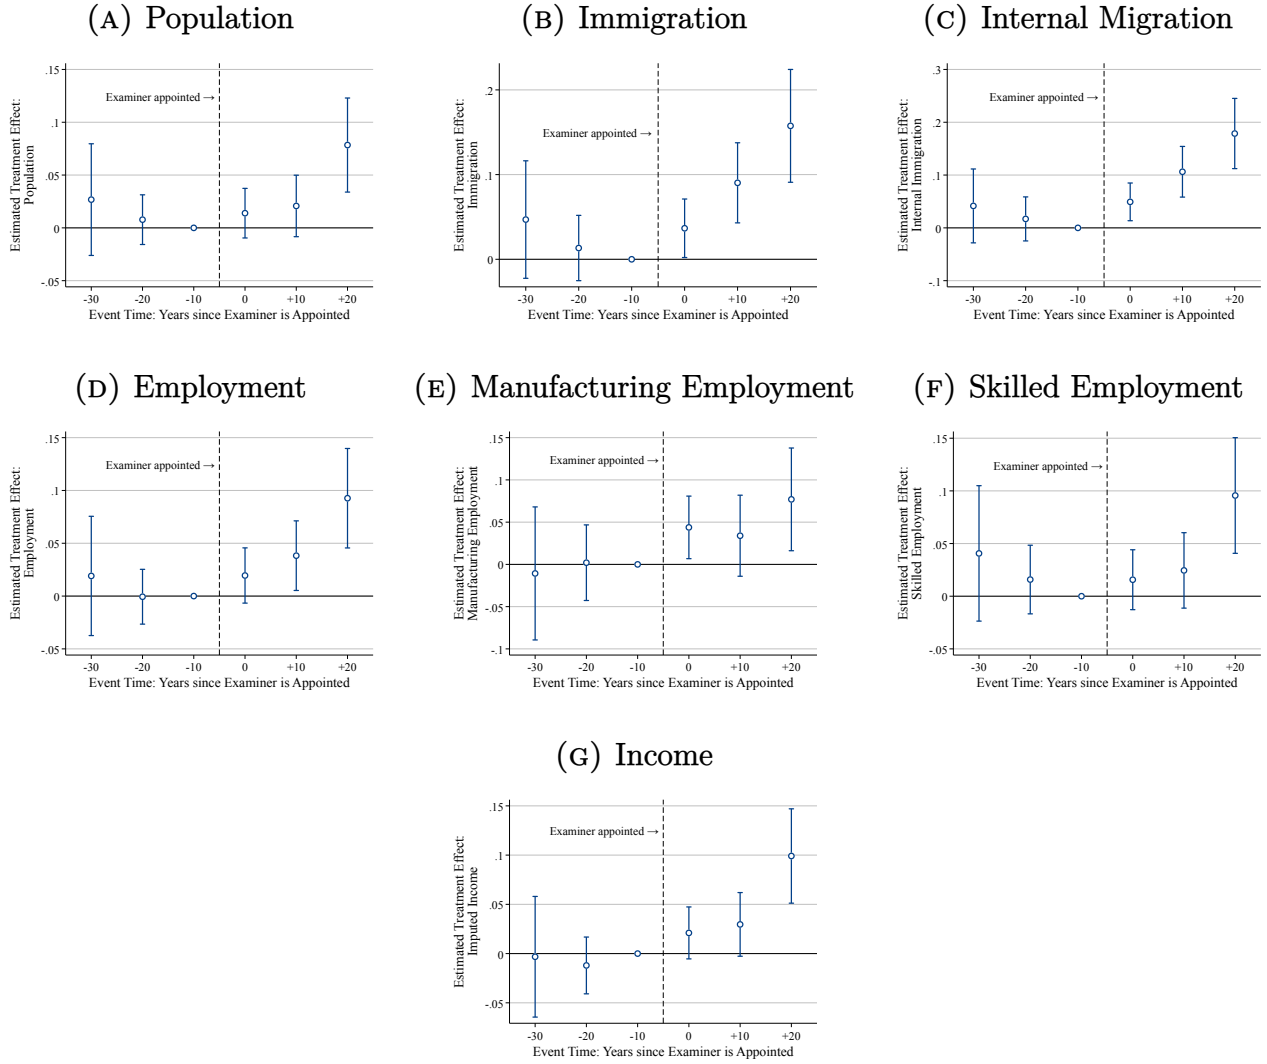 (A) Population
.15
.1
.05
0
-.05
Estimated Treatment Effect:
Population
Examiner appointed →
-30 -20 -10 0 +10 +20
Event Time: Years since Examiner is Appointed
(B) Immigration
.2
.1
0
Estimated Treatment Effect:
Immigration
Examiner appointed →
-30 -20 -10 0 +10 +20
Event Time: Years since Examiner is Appointed
(C) Internal Migration
.3
.2
.1
0
-.1
Estimated Treatment Effect:
Internal Immigration
Examiner appointed →
-30 -20 -10 0 +10 +20
Event Time: Years since Examiner is Appointed
(D) Employment
.15
.1
.05
0
-.05
Estimated Treatment Effect:
Employment
Examiner appointed →
-30 -20 -10 0 +10 +20
Event Time: Years since Examiner is Appointed
(E) Manufacturing Employment
.15
.1
.05
0
-.05
-.1
Estimated Treatment Effect:
Manufacturing Employment
Examiner appointed →
-30 -20 -10 0 +10 +20
Event Time: Years since Examiner is Appointed
(F) Skilled Employment
.15
.1
.05
0
-.05
Estimated Treatment Effect:
Skilled Employment
Examiner appointed →
-30 -20 -10 0 +10 +20
Event Time: Years since Examiner is Appointed
(G) Income
.15
.1
.05
0
-.05
Estimated Treatment Effect:
Imputed Income
Examiner appointed →
-30 -20 -10 0 +10 +20
Event Time: Years since Examiner is Appointed